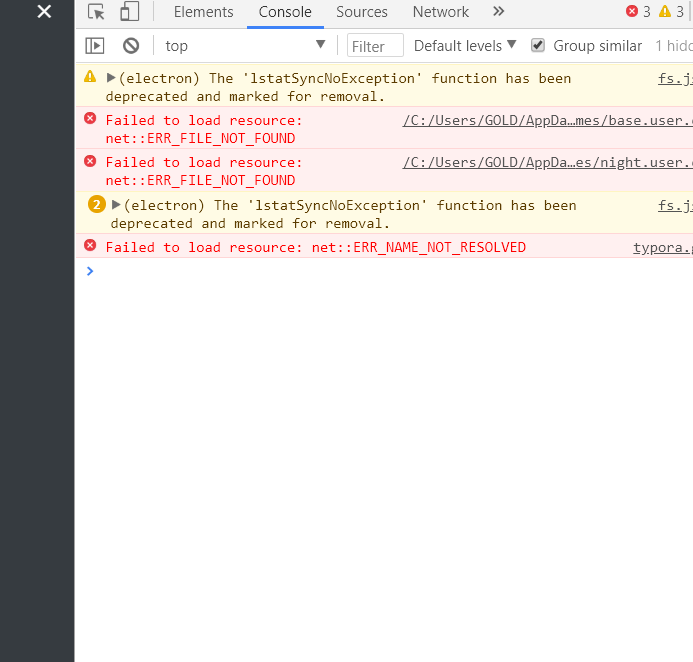 Elements Console Sources Network
top Filter Default levels Group similar 1 hidd
(electron) The 'lstatSyncNoException' function has been fs.js
deprecated and marked for removal.
Failed to load resource: /C:/Users/GOLD/AppDa…mes/base.user.c
net::ERR_FILE_NOT_FOUND
Failed to load resource: /C:/Users/GOLD/AppDa…es/night.user.c
net::ERR_FILE_NOT_FOUND
2 (electron) The 'lstatSyncNoException' function has been fs.js
deprecated and marked for removal.
Failed to load resource: net::ERR_NAME_NOT_RESOLVED typora.g